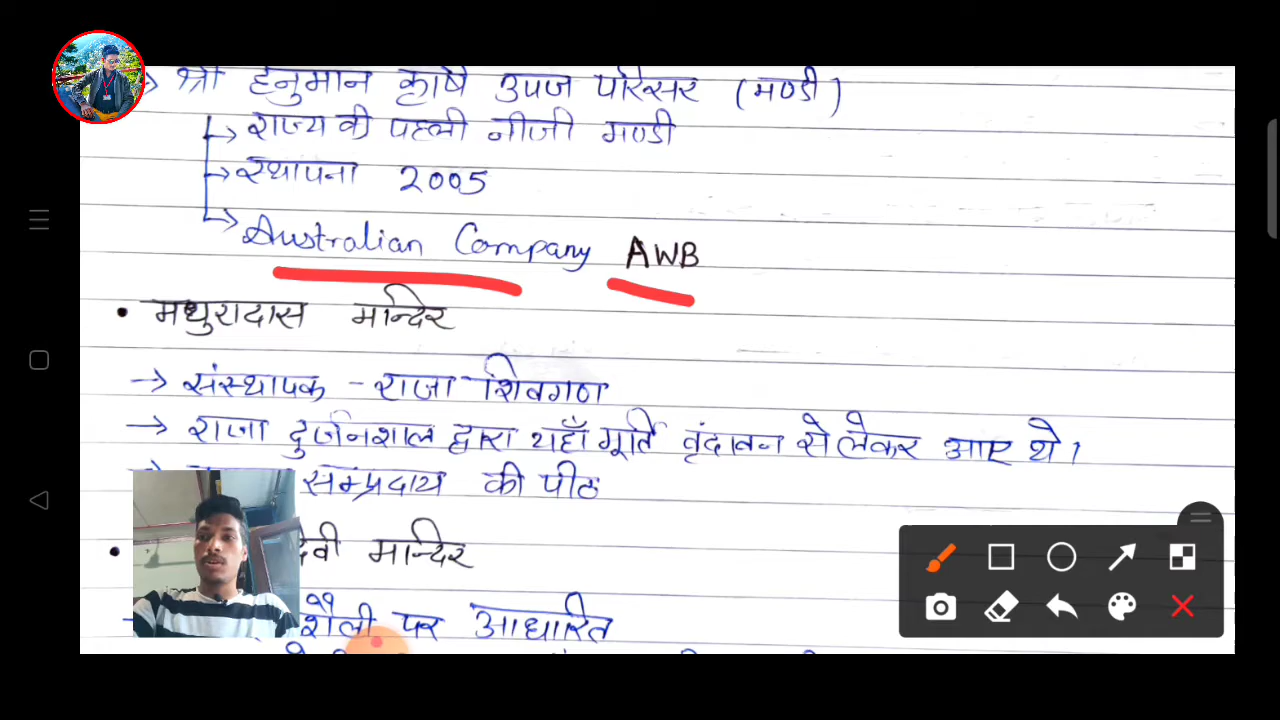 श्री हनुमान कृषि उपज परिसर (मण्डी)
राज्य की पहली नीजी मण्डी
→ स्थापना 2005
Australian Company AWB
• मथुरादास मन्दिर
→ संस्थापक - राजा शिवगण
→ राजा दुर्जनशाल द्वारा यहाँ मूर्ति वृंदावन से लेकर आए थे।
सम्प्रदाय की पीठ
• देवी मन्दिर
शैली पर आधारित